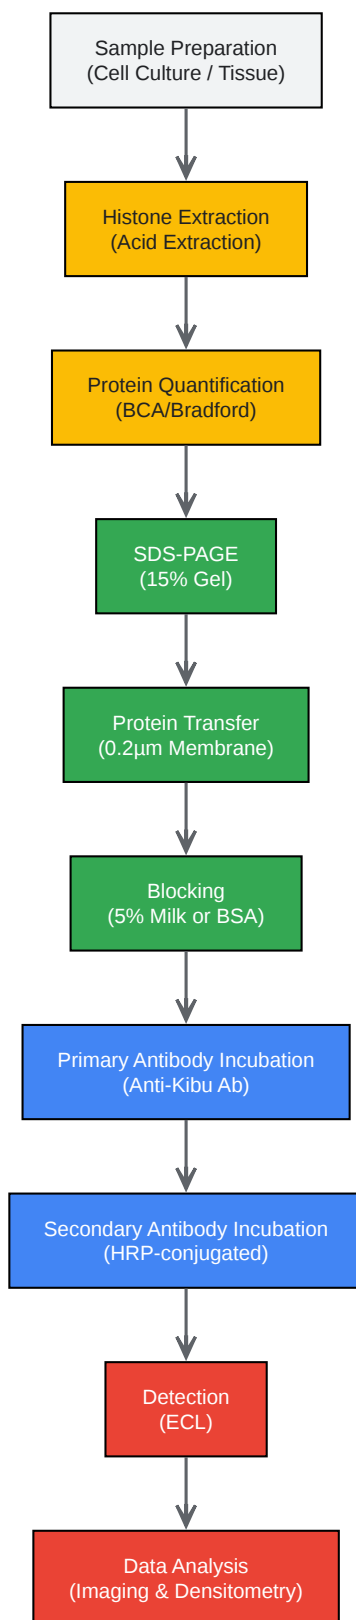 Sample Preparation
(Cell Culture / Tissue)
Histone Extraction
(Acid Extraction)
Protein Quantification
(BCA/Bradford)
SDS-PAGE
(15% Gel)
Protein Transfer
(0.2µm Membrane)
Blocking
(5% Milk or BSA)
Primary Antibody Incubation
(Anti-Kibu Ab)
Secondary Antibody Incubation
(HRP-conjugated)
Detection
(ECL)
Data Analysis
(Imaging & Densitometry)